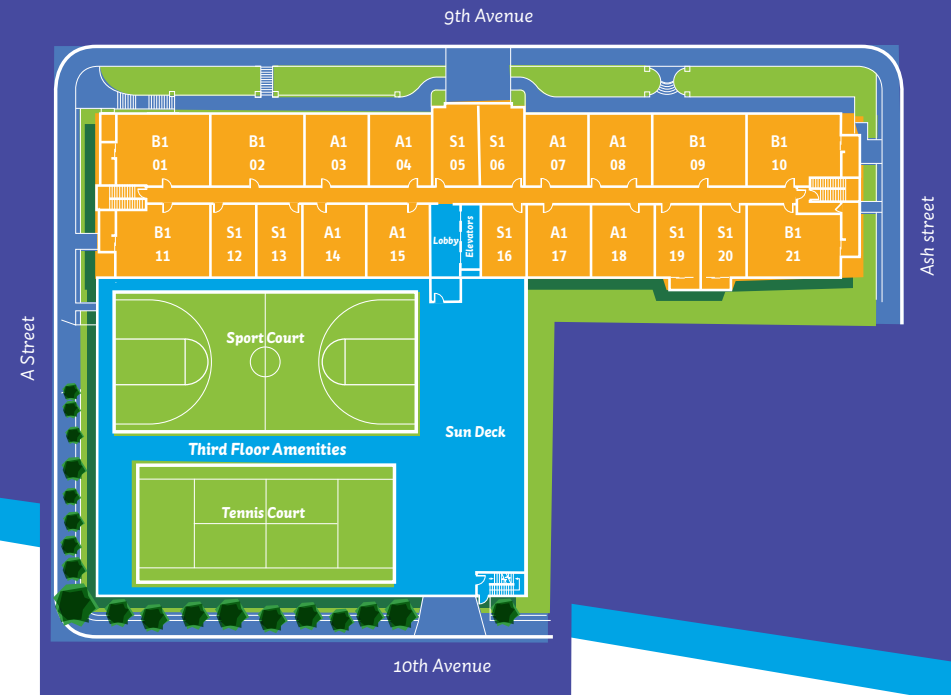 9th Avenue
B1 B1 A1 A1 S1 S1 A1 A1 B1 B1
01 02 03 04 05 06 07 08 09 10
B1 S1 S1 A1 A1 Lobby Elevators S1 A1 A1 S1 S1 B1
11 12 13 14 15 16 17 18 19 20 21
Ash street
A Street
Sport Court
Sun Deck
Third Floor Amenities
Tennis Court
10th Avenue